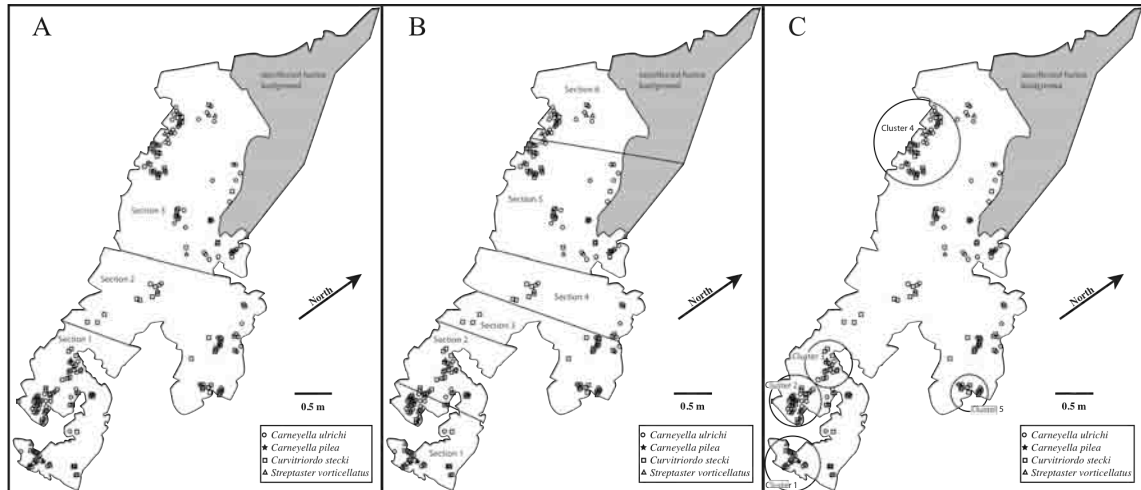 A
Section 3
Section 2
Section 1
North
0.5 m
Carneyella ulrichi
Carneyella pilea
Curvitriordo stecki
Streptaster vorticellatus
B
Section 6
Section 5
Section 4
Section 3
Section 2
Section 1
North
0.5 m
Carneyella ulrichi
Carneyella pilea
Curvitriordo stecki
Streptaster vorticellatus
C
Cluster 4
Cluster 3
Cluster 2
Cluster 5
Cluster 1
North
0.5 m
Carneyella ulrichi
Carneyella pilea
Curvitriordo stecki
Streptaster vorticellatus